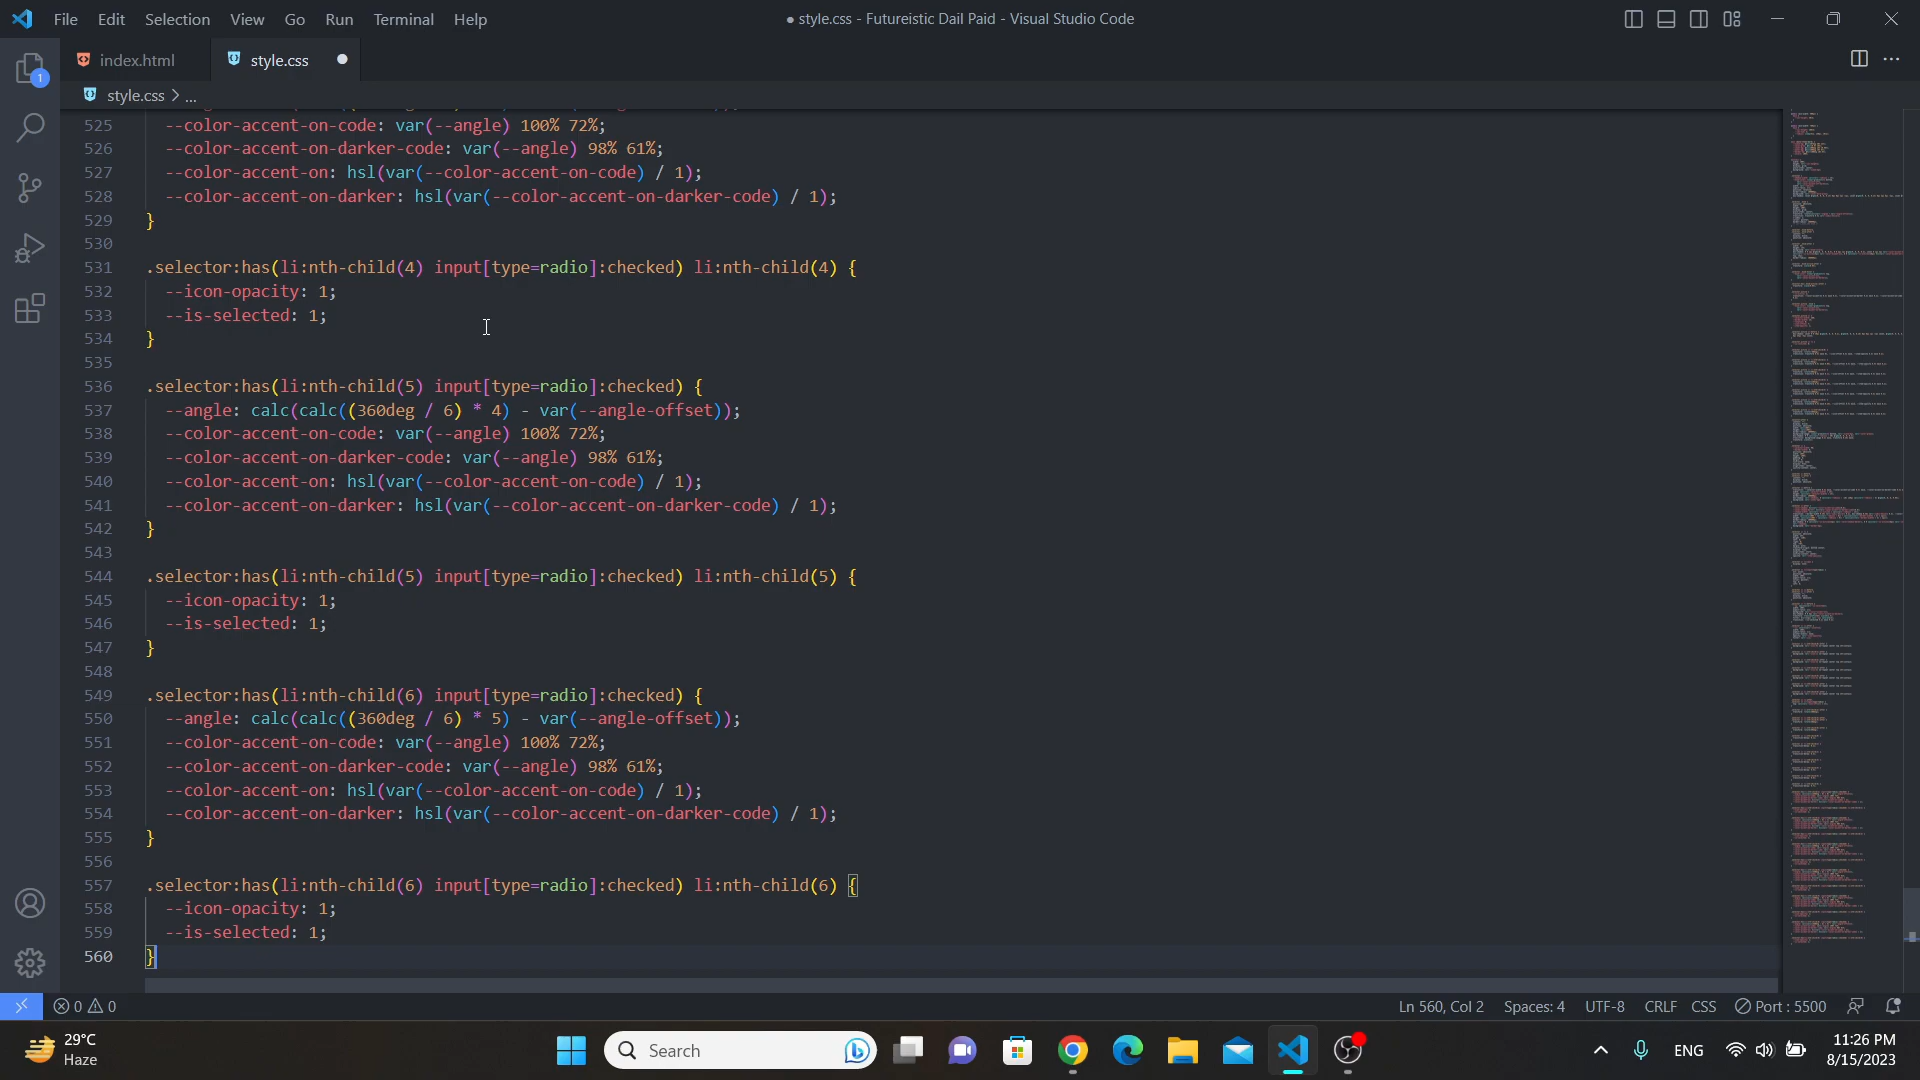 File Edit Selection View Go Run Terminal Help
● style.css - Futureistic Dail Paid - Visual Studio Code
index.html
style.css
style.css > ...
1
525 --color-accent-on-code: var(--angle) 100% 72%;
526 --color-accent-on-darker-code: var(--angle) 98% 61%;
527 --color-accent-on: hsl(var(--color-accent-on-code) / 1);
528 --color-accent-on-darker: hsl(var(--color-accent-on-darker-code) / 1);
529 }
530
531 .selector:has(li:nth-child(4) input[type=radio]:checked) li:nth-child(4) {
532 --icon-opacity: 1;
533 --is-selected: 1;
534 }
535
536 .selector:has(li:nth-child(5) input[type=radio]:checked) {
537 --angle: calc(calc((360deg / 6) * 4) - var(--angle-offset));
538 --color-accent-on-code: var(--angle) 100% 72%;
539 --color-accent-on-darker-code: var(--angle) 98% 61%;
540 --color-accent-on: hsl(var(--color-accent-on-code) / 1);
541 --color-accent-on-darker: hsl(var(--color-accent-on-darker-code) / 1);
542 }
543
544 .selector:has(li:nth-child(5) input[type=radio]:checked) li:nth-child(5) {
545 --icon-opacity: 1;
546 --is-selected: 1;
547 }
548
549 .selector:has(li:nth-child(6) input[type=radio]:checked) {
550 --angle: calc(calc((360deg / 6) * 5) - var(--angle-offset));
551 --color-accent-on-code: var(--angle) 100% 72%;
552 --color-accent-on-darker-code: var(--angle) 98% 61%;
553 --color-accent-on: hsl(var(--color-accent-on-code) / 1);
554 --color-accent-on-darker: hsl(var(--color-accent-on-darker-code) / 1);
555 }
556
557 .selector:has(li:nth-child(6) input[type=radio]:checked) li:nth-child(6) {
558 --icon-opacity: 1;
559 --is-selected: 1;
560 }
0 0 Ln 560, Col 2 Spaces: 4 UTF-8 CRLF CSS Port : 5500
29°C
Haze
Search
ENG
11:26 PM
8/15/2023